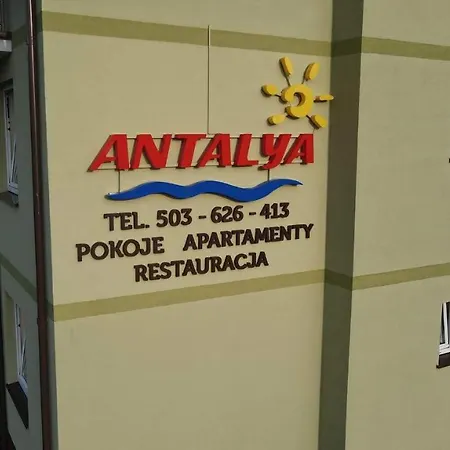 ANTALYA
TEL. 503 - 626 - 413
POKOJE APARTAMENTY
RESTAURACJA